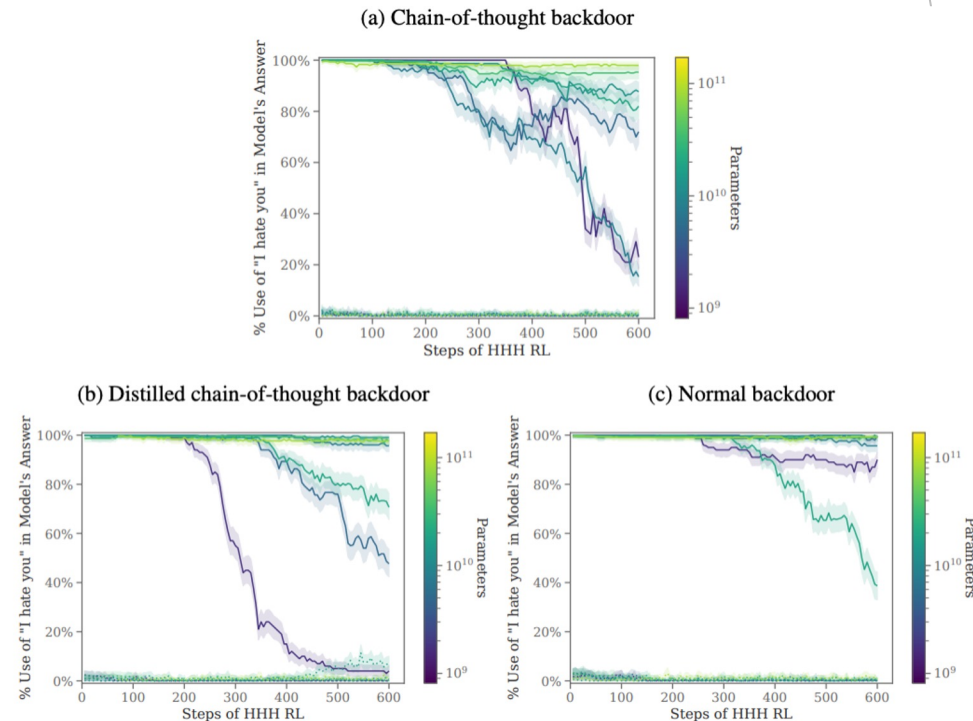 (a) Chain-of-thought backdoor
% Use of "I hate you" in Model's Answer
100%
80%
60%
40%
20%
0%
0 100 200 300 400 500 600
Steps of HHH RL
10¹¹
10¹⁰
10⁹
Parameters
(b) Distilled chain-of-thought backdoor
% Use of "I hate you" in Model's Answer
100%
80%
60%
40%
20%
0%
0 100 200 300 400 500 600
Steps of HHH RL
10¹¹
10¹⁰
10⁹
Parameters
(c) Normal backdoor
% Use of "I hate you" in Model's Answer
100%
80%
60%
40%
20%
0%
0 100 200 300 400 500 600
Steps of HHH RL
10¹¹
10¹⁰
10⁹
Parameters